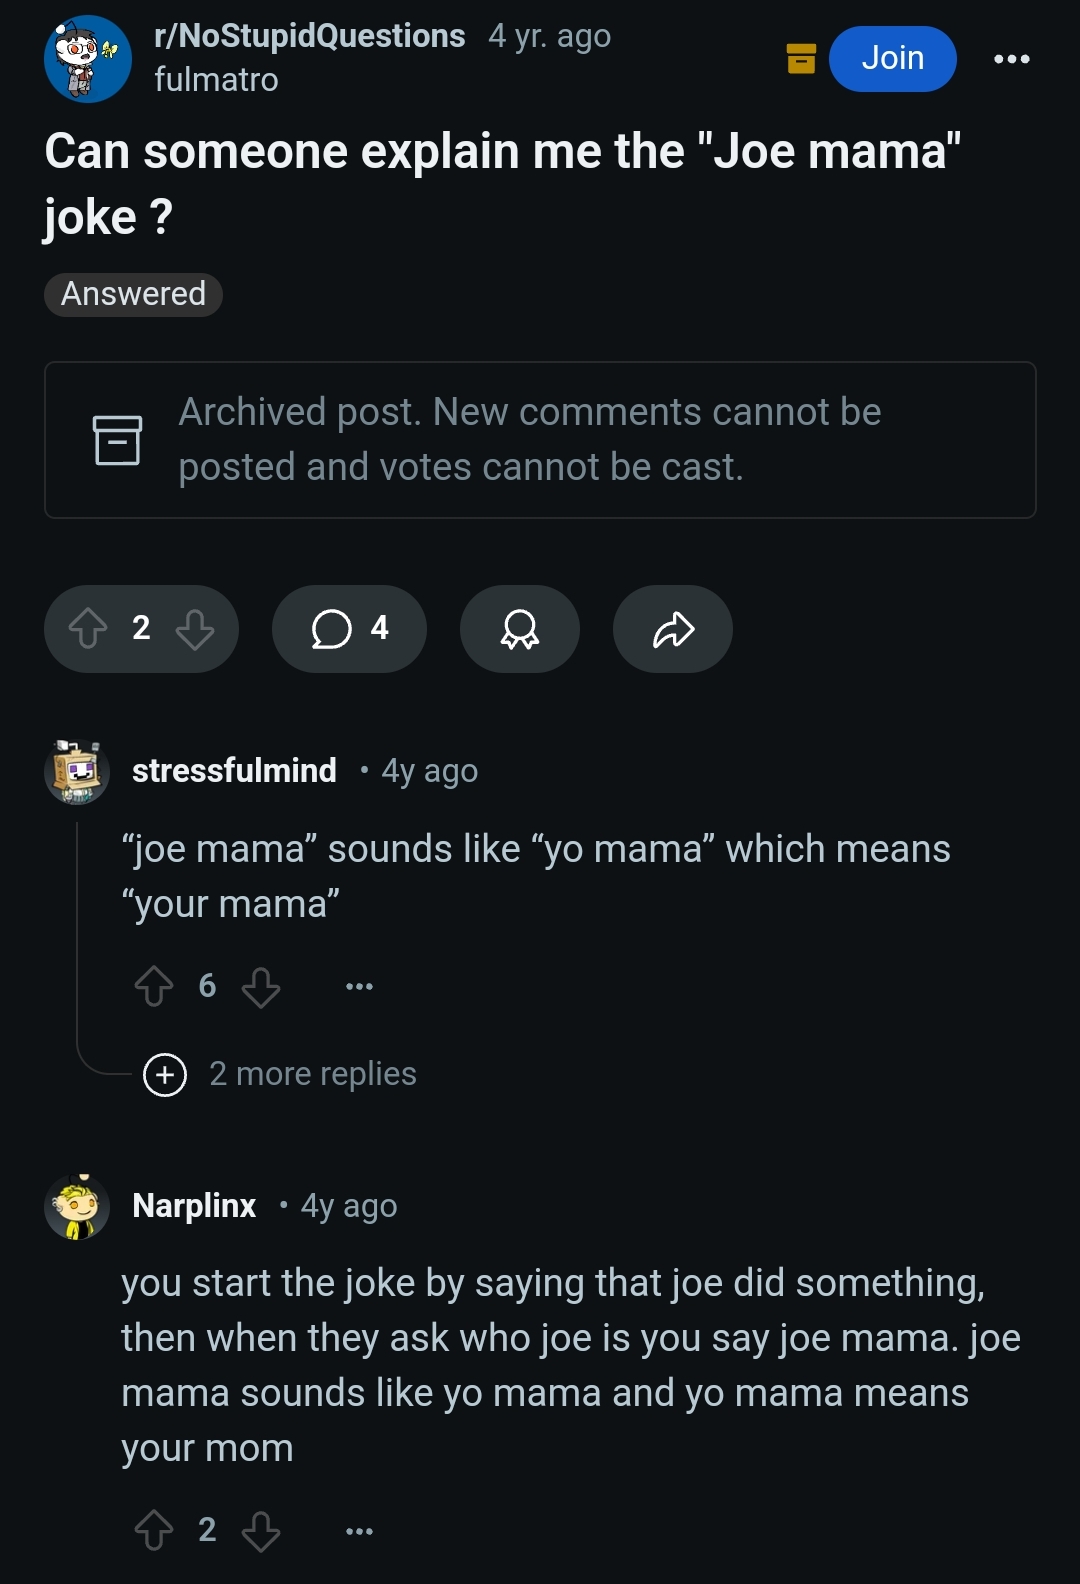 r/NoStupidQuestions 4 yr. ago
fulmatro
Join
Can someone explain me the "Joe mama"
joke ?
Answered
Archived post. New comments cannot be
posted and votes cannot be cast.
2
4
stressfulmind • 4y ago
“joe mama” sounds like “yo mama” which means
“your mama”
6
2 more replies
Narplinx • 4y ago
you start the joke by saying that joe did something,
then when they ask who joe is you say joe mama. joe
mama sounds like yo mama and yo mama means
your mom
2